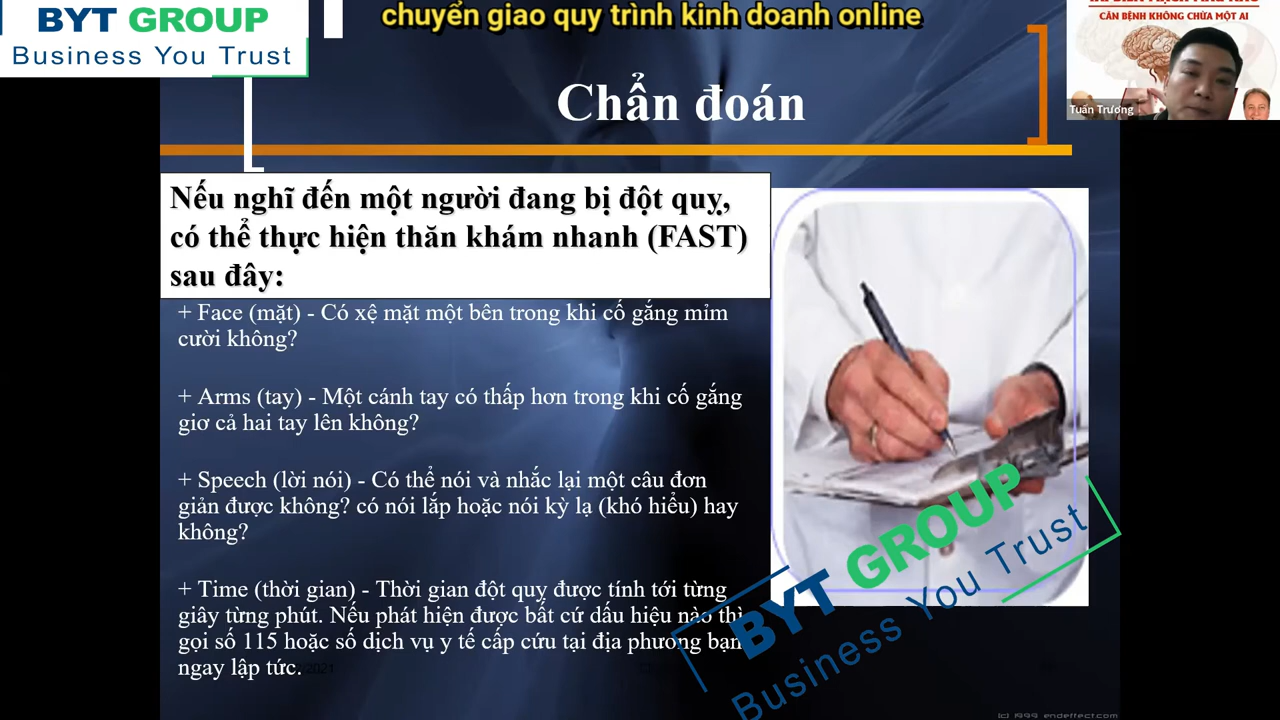 BYT GROUP
Business You Trust
chuyển giao quy trình kinh doanh online
CĂN BỆNH KHÔNG CHỪA MỘT AI
Tuấn Trương
Chẩn đoán
Nếu nghĩ đến một người đang bị đột quỵ,
có thể thực hiện thăn khám nhanh (FAST)
sau đây:
+ Face (mặt) - Có xệ mặt một bên trong khi cố gắng mỉm
cười không?
+ Arms (tay) - Một cánh tay có thấp hơn trong khi cố gắng
giơ cả hai tay lên không?
+ Speech (lời nói) - Có thể nói và nhắc lại một câu đơn
giản được không? có nói lắp hoặc nói kỳ lạ (khó hiểu) hay
không?
+ Time (thời gian) - Thời gian đột quỵ được tính tới từng
giây từng phút. Nếu phát hiện được bất cứ dấu hiệu nào thì
gọi số 115 hoặc số dịch vụ y tế cấp cứu tại địa phương bạn
ngay lập tức.
BYT GROUP
Business You Trust
(c) 1999 endeffect.com